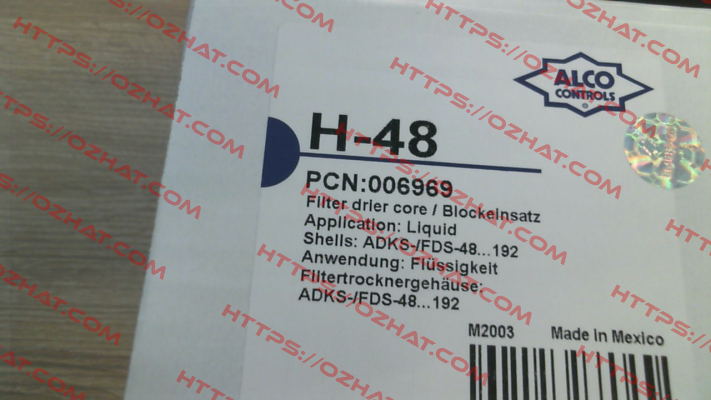 ALCO
CONTROLS
H-48
PCN:006969
Filter drier core / Blockeinsatz
Application: Liquid
Shells: ADKS-/FDS-48...192
Anwendung: Flüssigkeit
Filtertrocknergehäuse:
ADKS-/FDS-48...192
M2003 Made in Mexico
HTTPS://OZHAT.COM